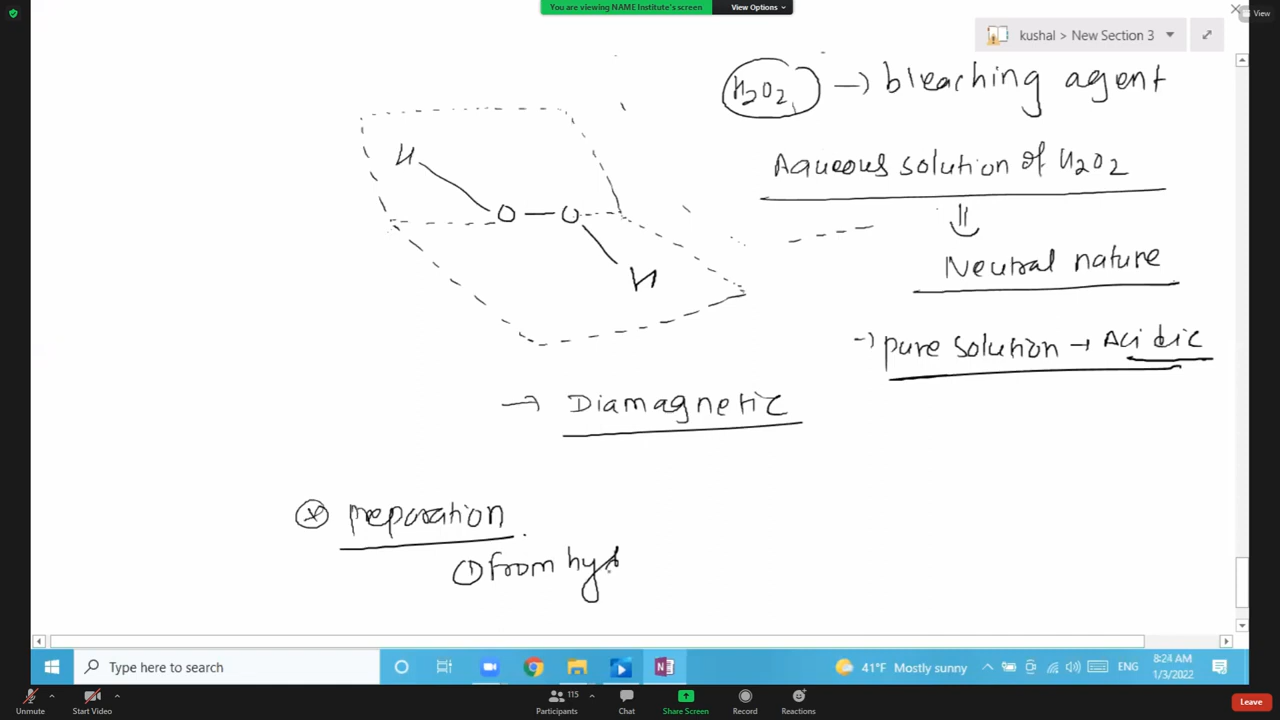 You are viewing NAME Institute's screen
View Options
View
kushal > New Section 3
H2O2 → bleaching agent
Aqueous solution of H2O2
⇓
Neutral nature
→ pure solution → Acidic
H
O — O
H
→ Diamagnetic
preparation
① from hyd
Type here to search
41°F Mostly sunny
ENG
8:24 AM
1/3/2022
Unmute
Start Video
115
Participants
Chat
Share Screen
Record
Reactions
Leave